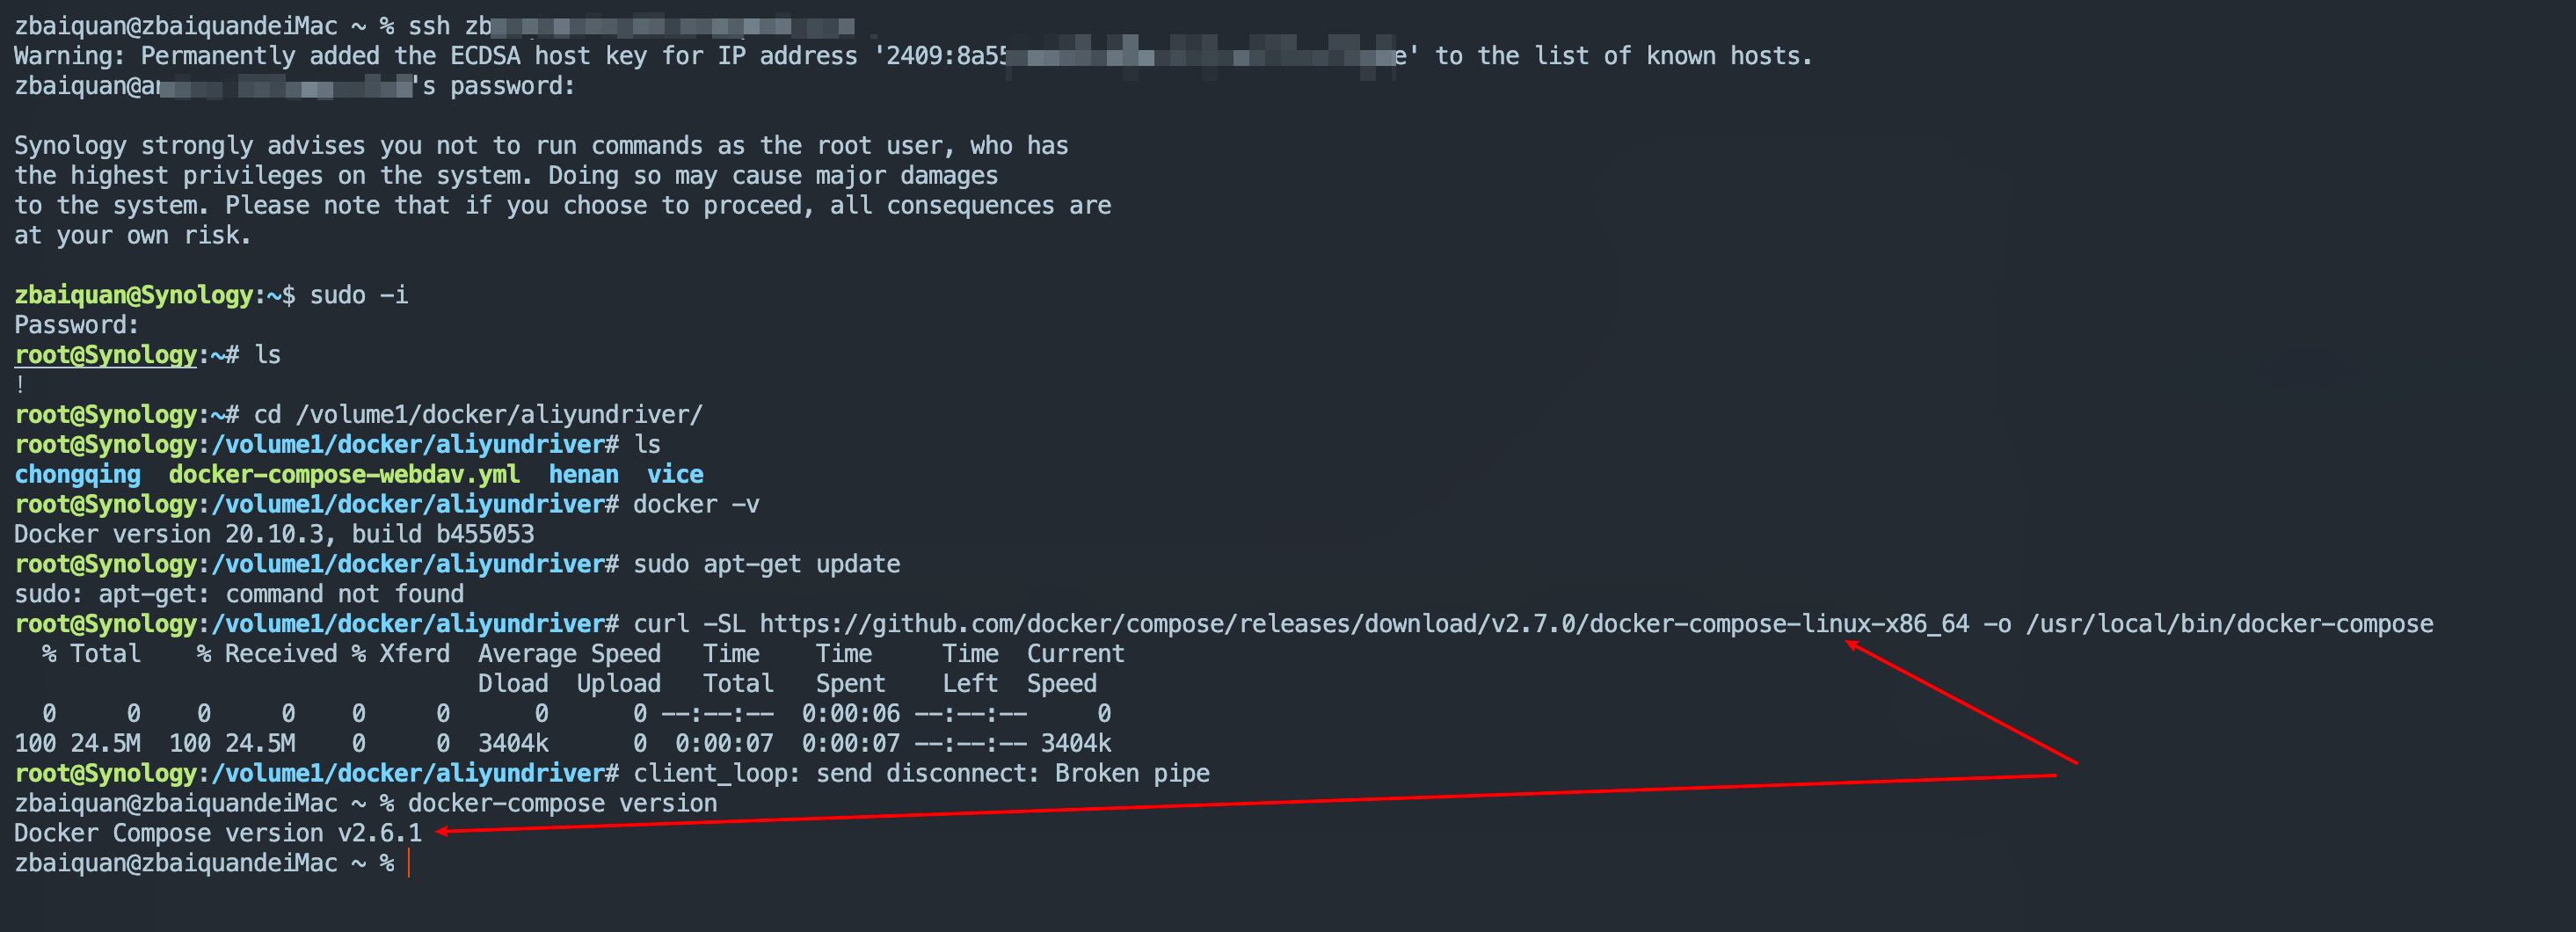 zbaiquan@zbaiquandeiMac ~ % ssh zb
Warning: Permanently added the ECDSA host key for IP address '2409:8a55 e' to the list of known hosts.
zbaiquan@a 's password:
Synology strongly advises you not to run commands as the root user, who has
the highest privileges on the system. Doing so may cause major damages
to the system. Please note that if you choose to proceed, all consequences are
at your own risk.
zbaiquan@Synology:~$ sudo -i
Password:
root@Synology:~# ls
!
root@Synology:~# cd /volume1/docker/aliyundriver/
root@Synology:/volume1/docker/aliyundriver# ls
chongqing  docker-compose-webdav.yml  henan  vice
root@Synology:/volume1/docker/aliyundriver# docker -v
Docker version 20.10.3, build b455053
root@Synology:/volume1/docker/aliyundriver# sudo apt-get update
sudo: apt-get: command not found
root@Synology:/volume1/docker/aliyundriver# curl -SL https://github.com/docker/compose/releases/download/v2.7.0/docker-compose-linux-x86_64 -o /usr/local/bin/docker-compose
  % Total    % Received % Xferd  Average Speed   Time    Time     Time  Current
                                 Dload  Upload   Total   Spent    Left  Speed
  0     0    0     0    0     0      0      0 --:--:--  0:00:06 --:--:--     0
100 24.5M  100 24.5M    0     0  3404k      0  0:00:07  0:00:07 --:--:-- 3404k
root@Synology:/volume1/docker/aliyundriver# client_loop: send disconnect: Broken pipe
zbaiquan@zbaiquandeiMac ~ % docker-compose version
Docker Compose version v2.6.1
zbaiquan@zbaiquandeiMac ~ %